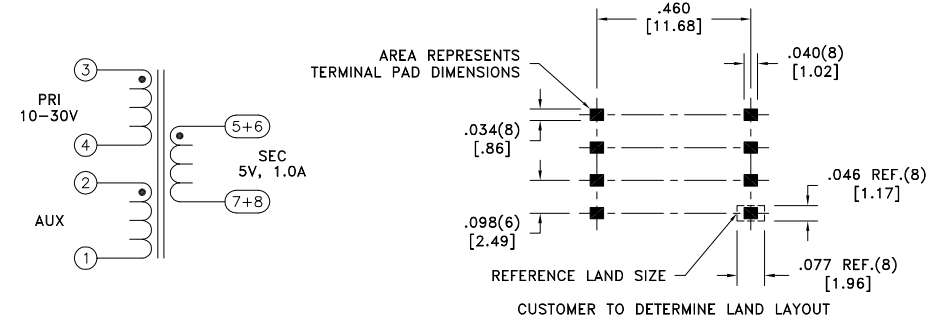 3
PRI
10-30V
4
2
AUX
1
5+6
SEC
5V, 1.0A
7+8
.460
[11.68]
AREA REPRESENTS
TERMINAL PAD DIMENSIONS
.040(8)
[1.02]
.034(8)
[.86]
.046 REF.(8)
[1.17]
.098(6)
[2.49]
REFERENCE LAND SIZE
.077 REF.(8)
[1.96]
CUSTOMER TO DETERMINE LAND LAYOUT